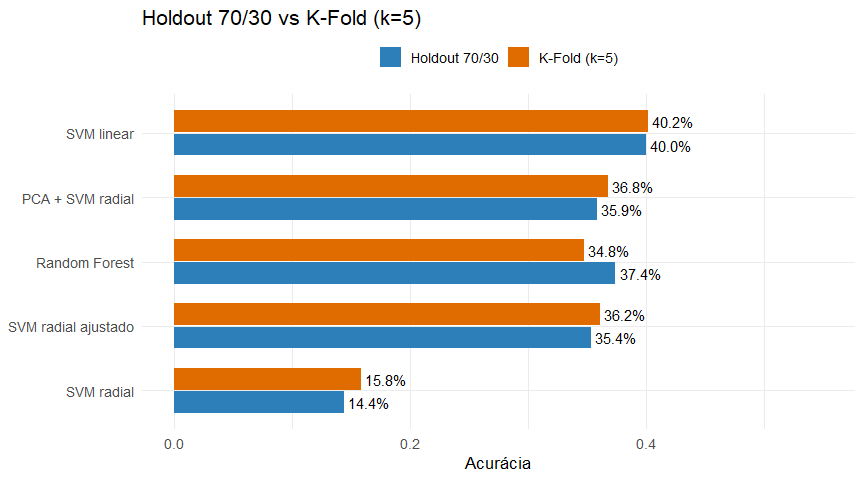 Holdout 70/30 vs K-Fold (k=5)
Holdout 70/30 K-Fold (k=5)
SVM linear
40.2%
40.0%
PCA + SVM radial
36.8%
35.9%
Random Forest
34.8%
37.4%
SVM radial ajustado
36.2%
35.4%
SVM radial
15.8%
14.4%
0.0 0.2 0.4
Acurácia